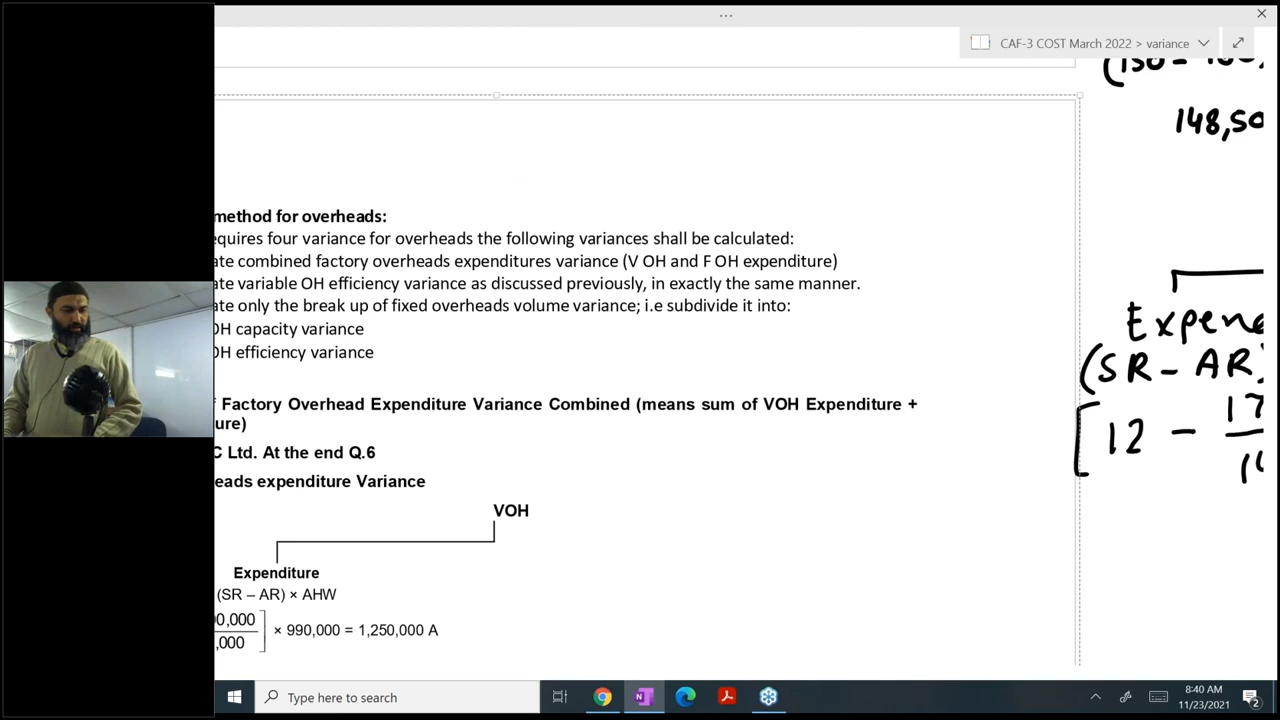 CAF-3 COST March 2022 > variance
148,50
method for overheads:
equires four variance for overheads the following variances shall be calculated:
ate combined factory overheads expenditures variance (V OH and F OH expenditure)
ate variable OH efficiency variance as discussed previously, in exactly the same manner.
ate only the break up of fixed overheads volume variance; i.e subdivide it into:
OH capacity variance
OH efficiency variance
Factory Overhead Expenditure Variance Combined (means sum of VOH Expenditure +
ure)
C Ltd. At the end Q.6
eads expenditure Variance
VOH
Expenditure
(SR – AR) × AHW
00,000
,000
× 990,000 = 1,250,000 A
Expen
(SR - AR)
[ 12 - 17
Type here to search
8:40 AM
11/23/2021
2